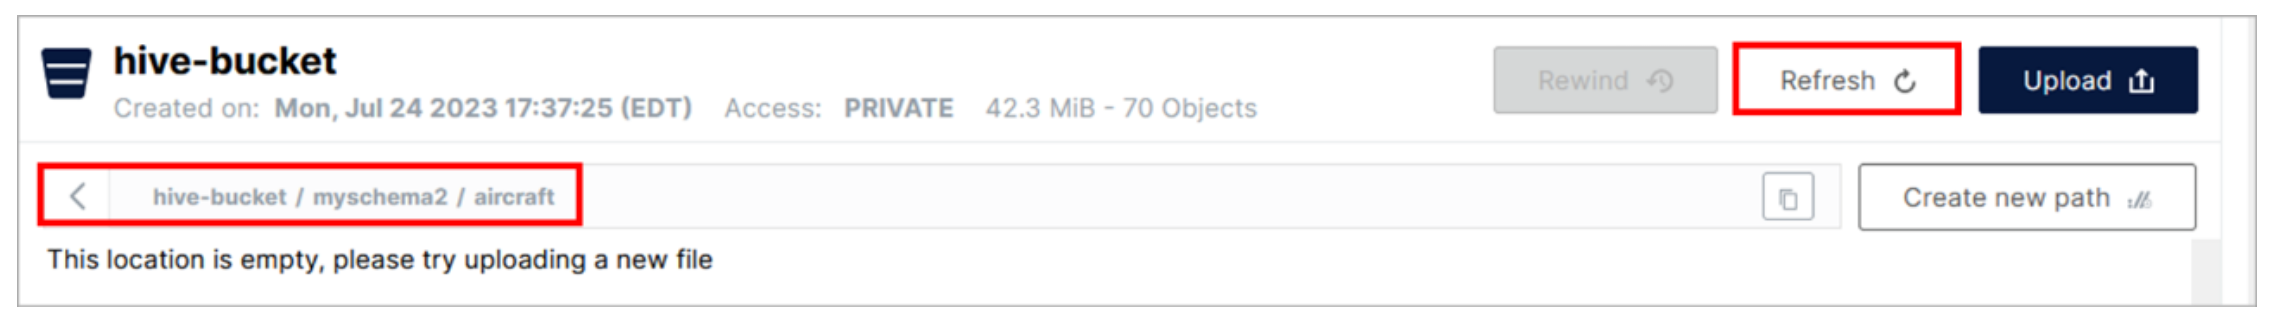 hive-bucket
Created on: Mon, Jul 24 2023 17:37:25 (EDT) Access: PRIVATE 42.3 MiB - 70 Objects
Rewind
Refresh
Upload
hive-bucket / myschema2 / aircraft
Create new path
This location is empty, please try uploading a new file